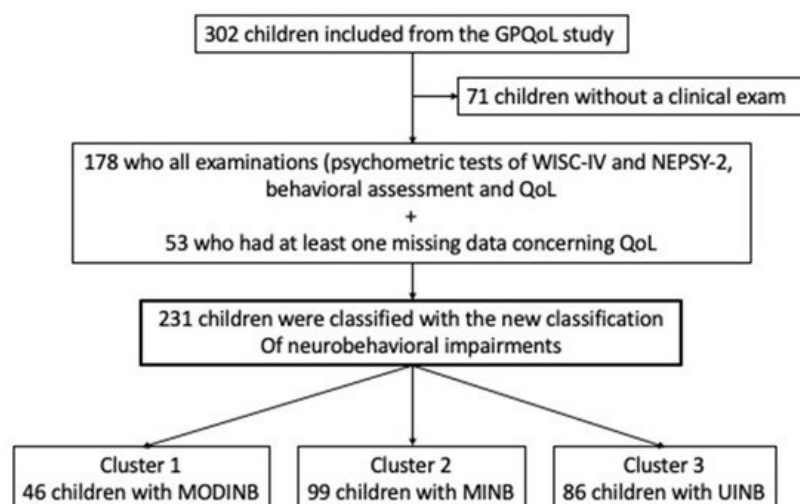 302 children included from the GPQoL study
71 children without a clinical exam
178 who all examinations (psychometric tests of WISC-IV and NEPSY-2,
behavioral assessment and QoL
+
53 who had at least one missing data concerning QoL
231 children were classified with the new classification
Of neurobehavioral impairments
Cluster 1
46 children with MODINB
Cluster 2
99 children with MINB
Cluster 3
86 children with UINB